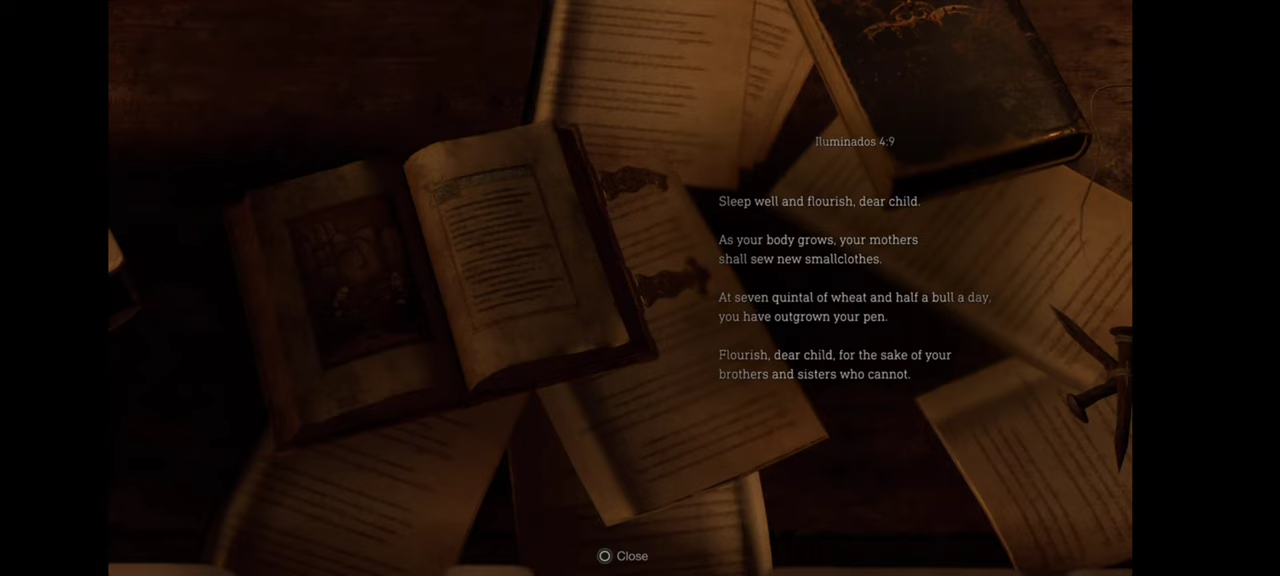 Iluminados 4:9
Sleep well and flourish, dear child.
As your body grows, your mothers
shall sew new smallclothes.
At seven quintal of wheat and half a bull a day,
you have outgrown your pen.
Flourish, dear child, for the sake of your
brothers and sisters who cannot.
Close